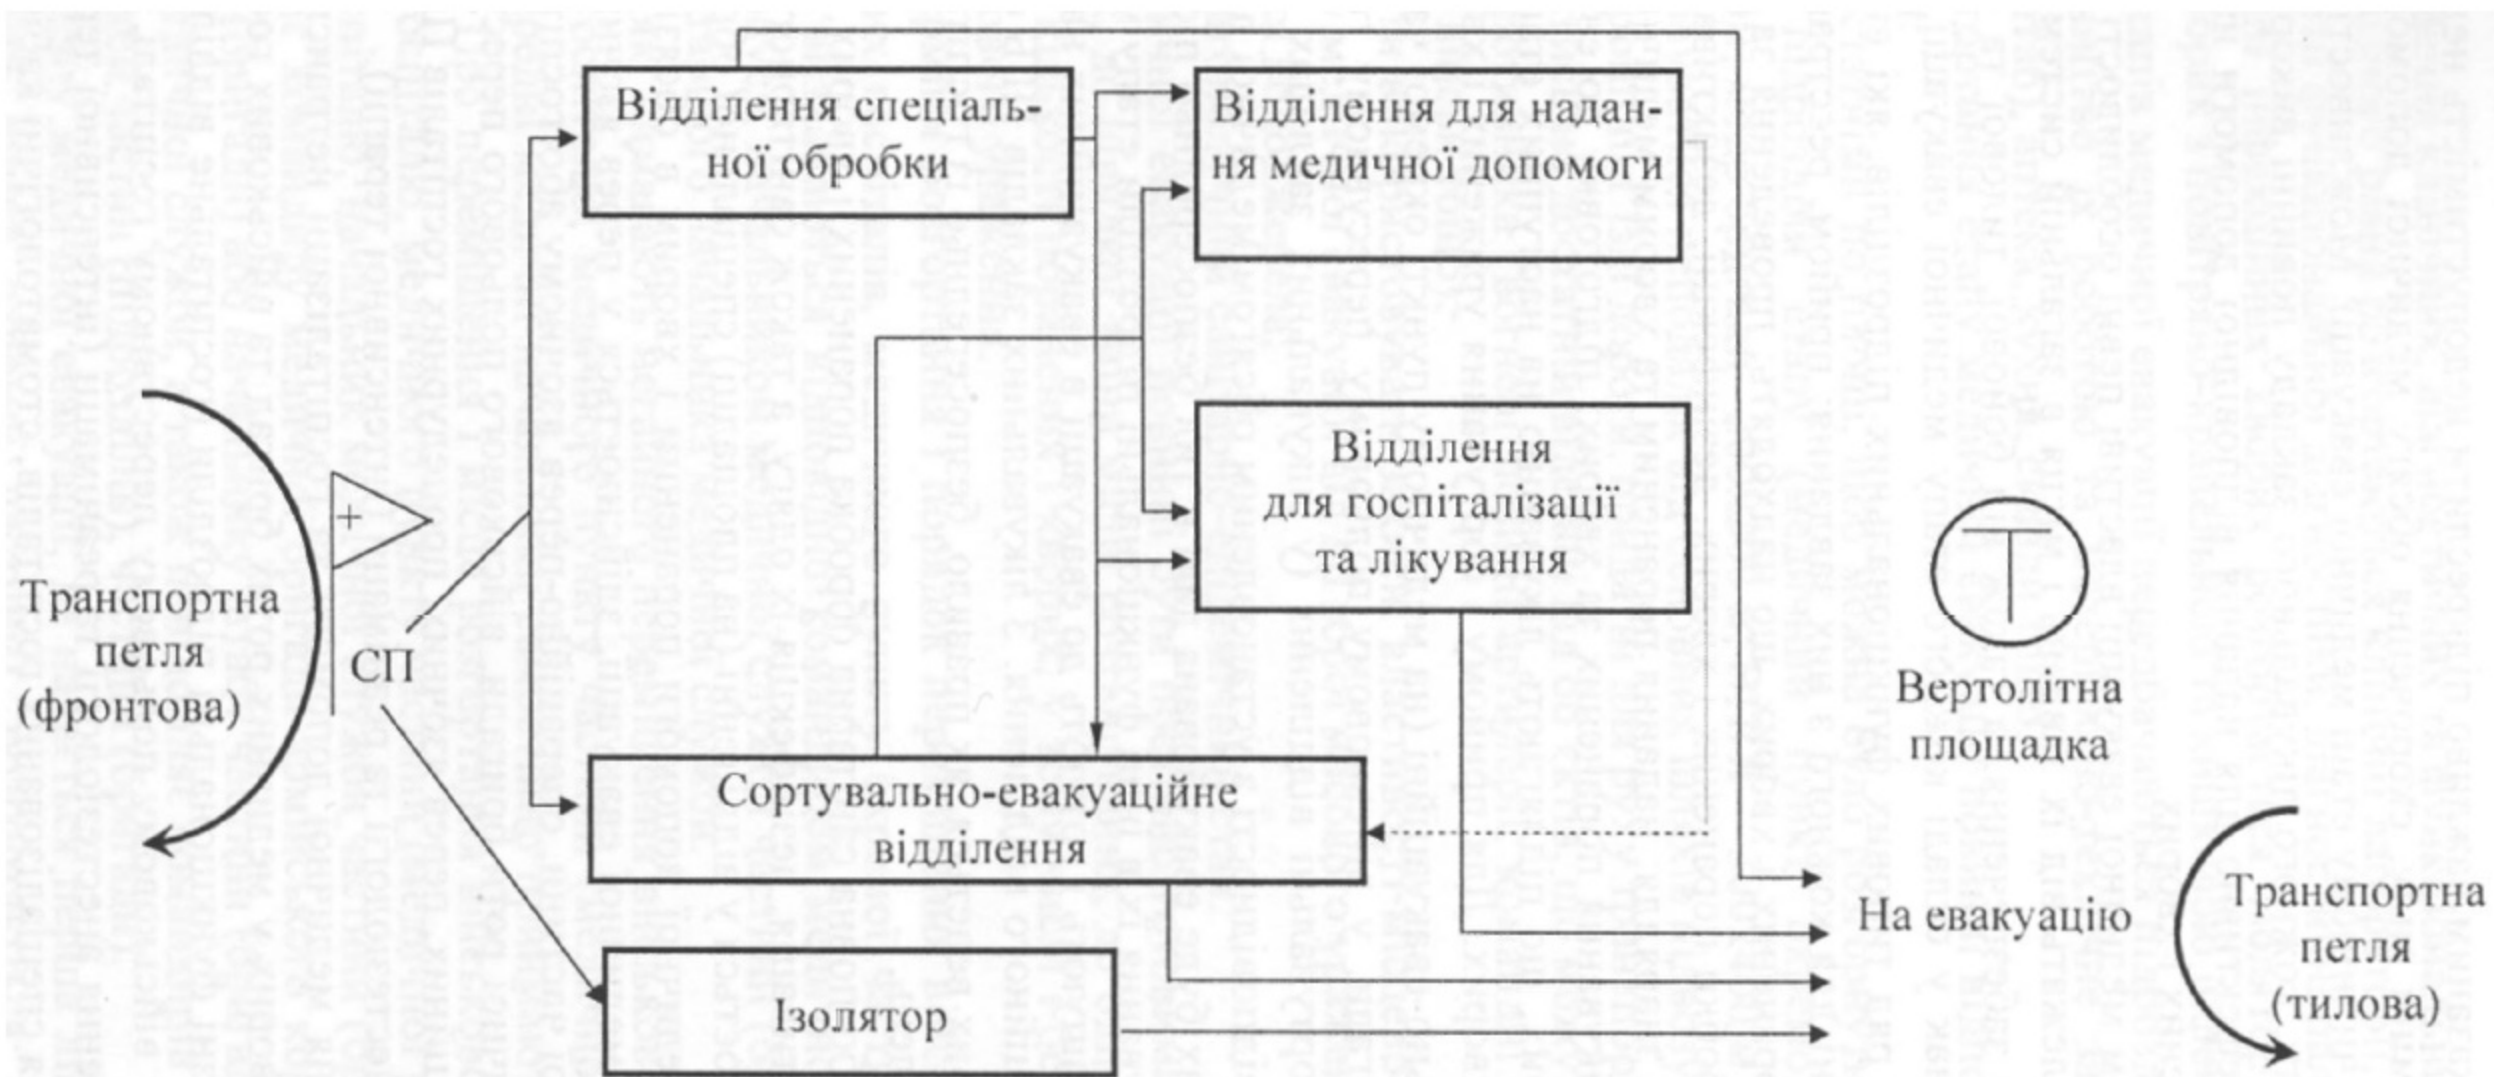 Відділення спеціаль-
ної обробки
Відділення для надан-
ня медичної допомоги
Відділення
для госпіталізації
та лікування
+
СП
Транспортна
петля
(фронтова)
Т
Вертолітна
площадка
Сортувально-евакуаційне
відділення
На евакуацію
Транспортна
петля
(тилова)
Ізолятор